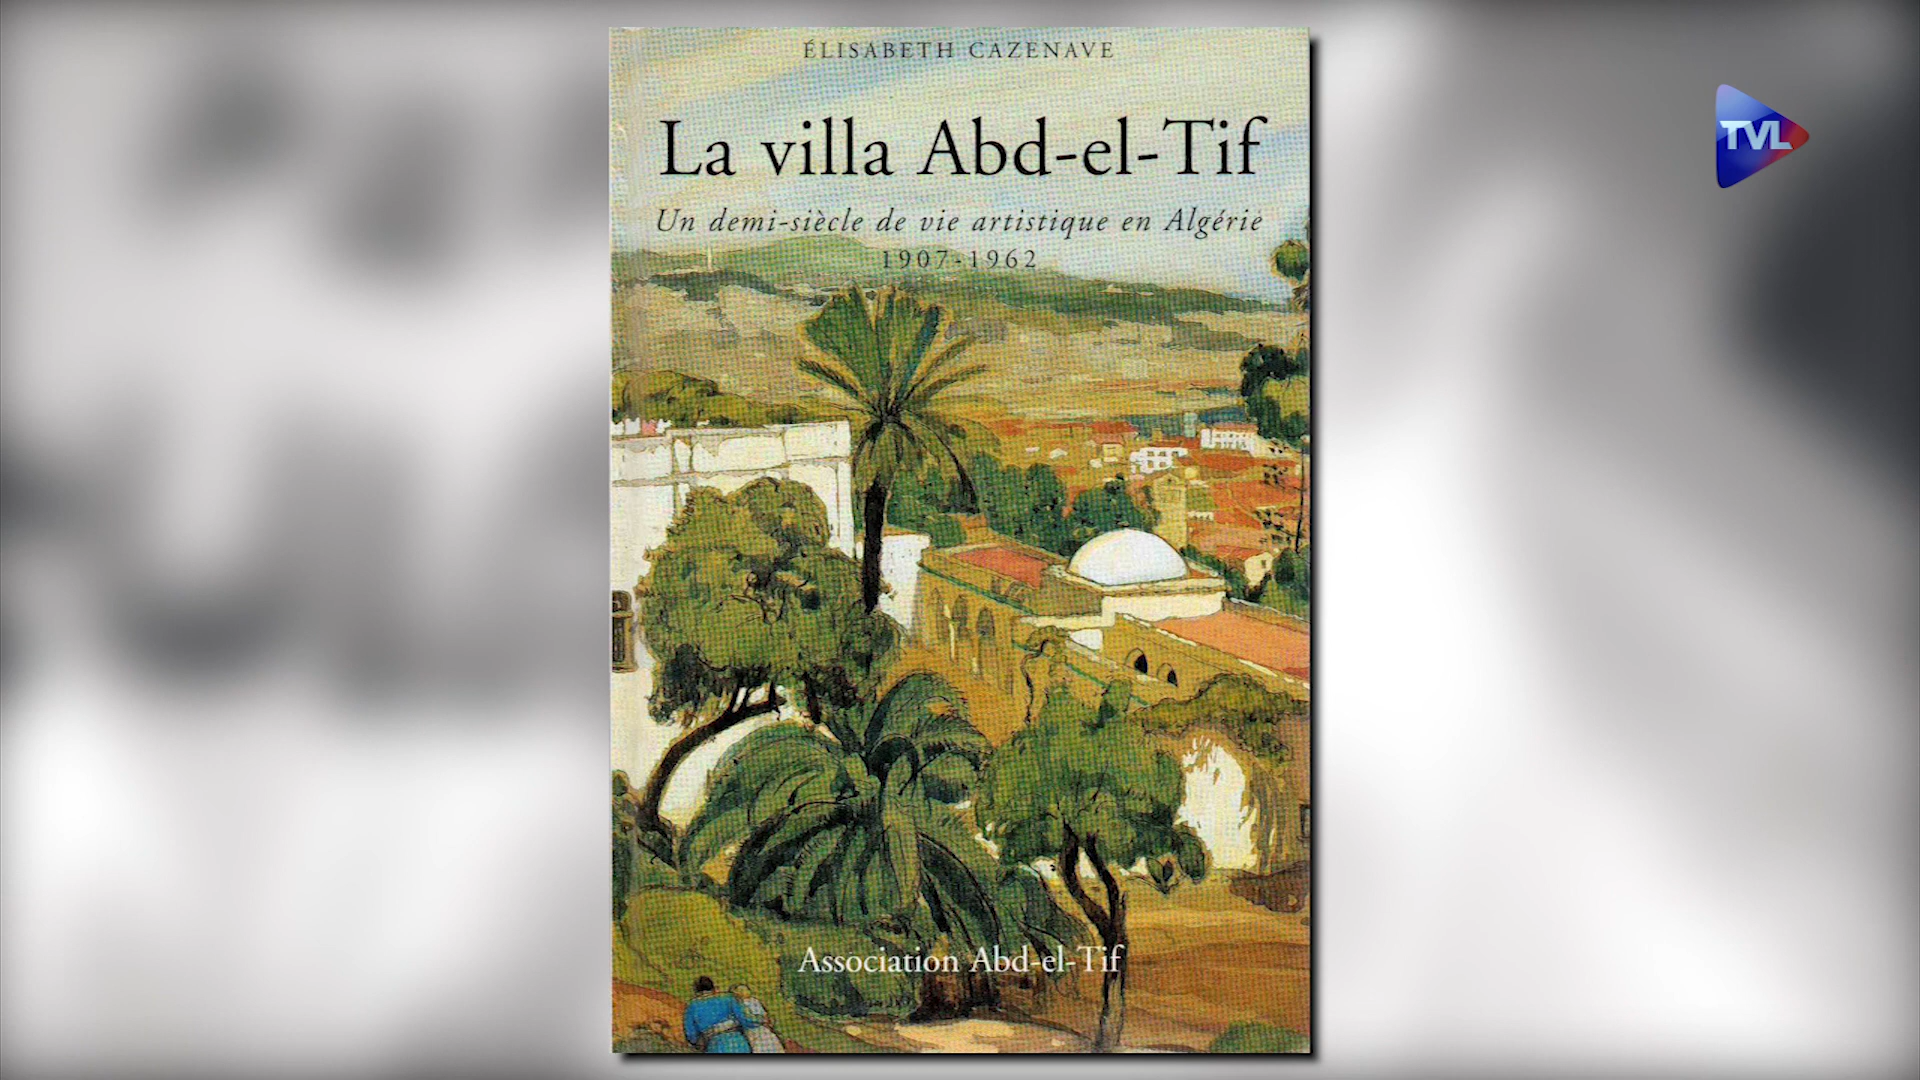 ÉLISABETH CAZENAVE
La villa Abd-el-Tif
Un demi-siècle de vie artistique en Algérie
1907-1962
Association Abd-el-Tif
TVL